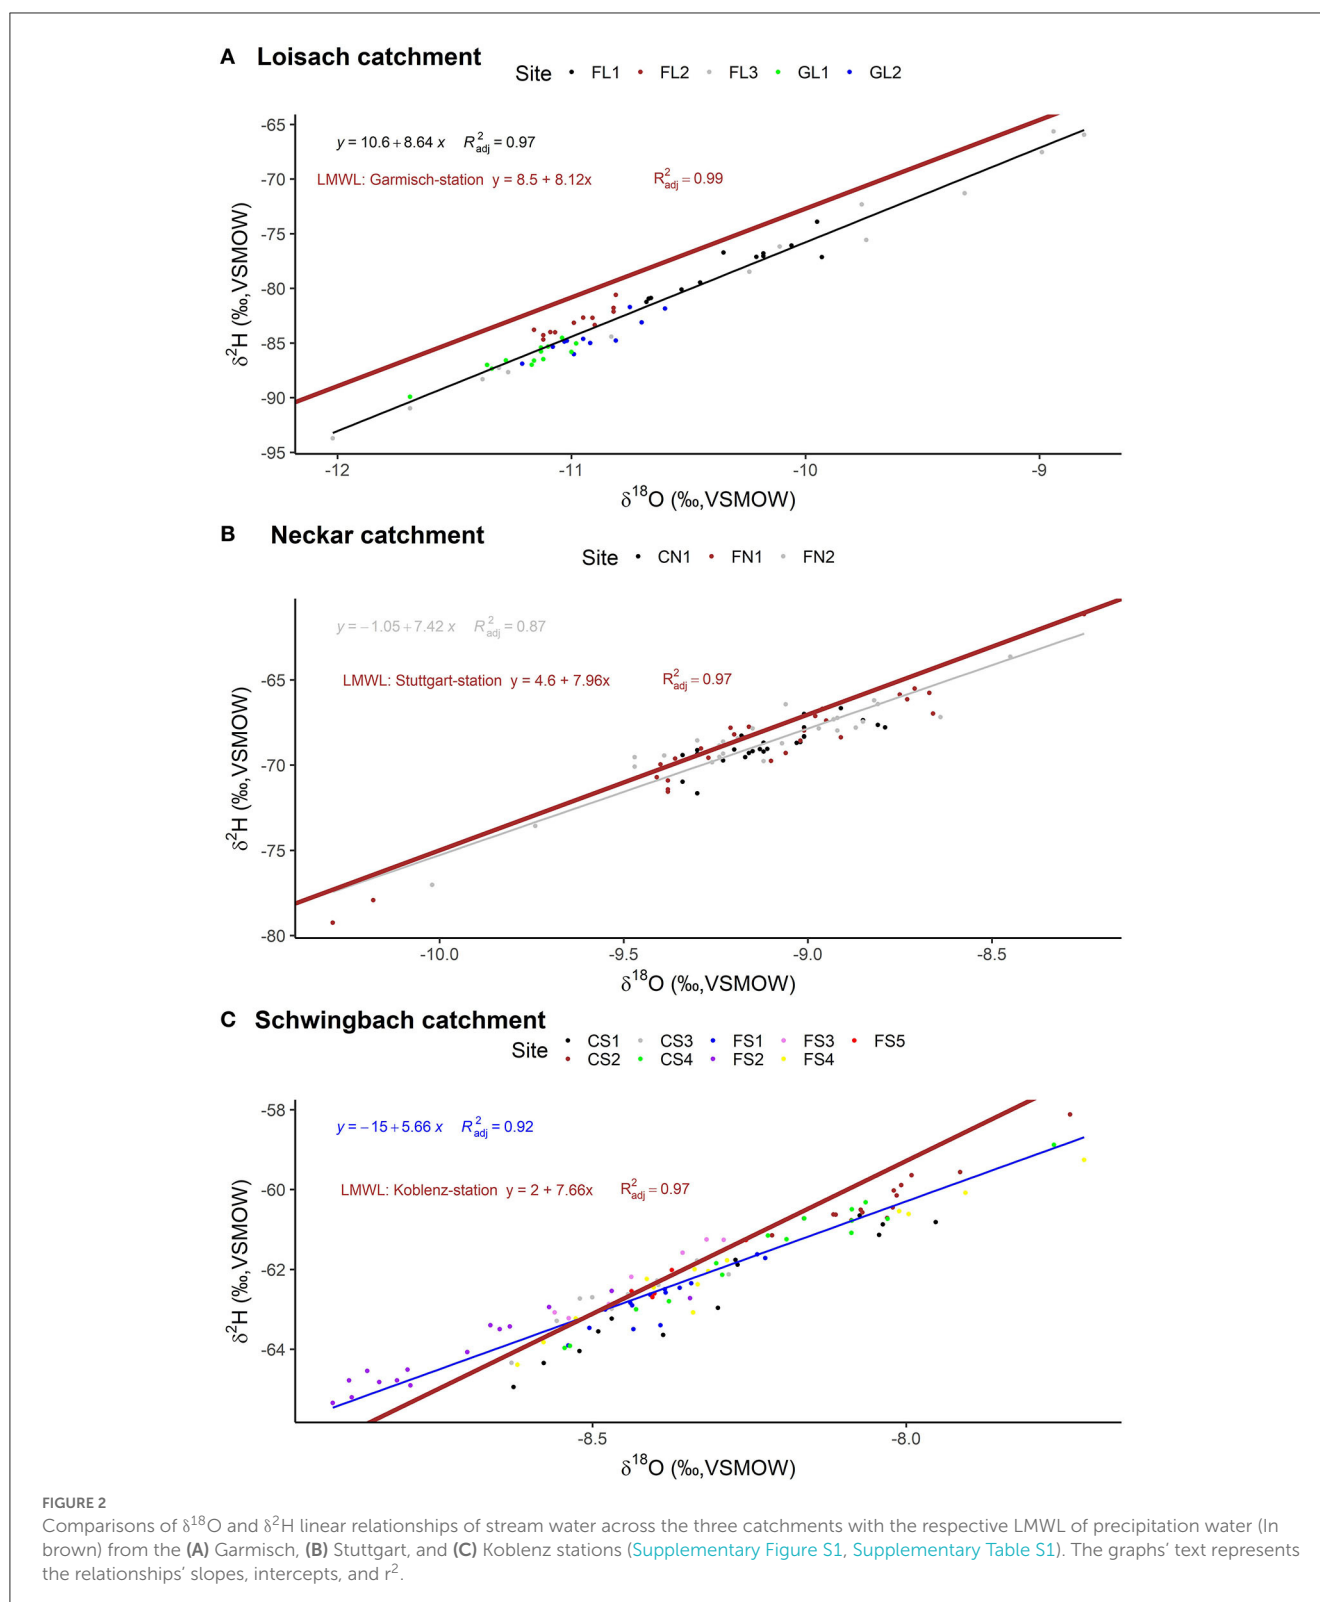 A Loisach catchment
Site • FL1 • FL2 • FL3 • GL1 • GL2
y = 10.6 + 8.64 x R²adj = 0.97
LMWL: Garmisch-station y = 8.5 + 8.12x R²adj = 0.99
-65
-70
-75
-80
-85
-90
-95
δ²H (‰,VSMOW)
-12 -11 -10 -9
δ¹⁸O (‰,VSMOW)
B Neckar catchment
Site • CN1 • FN1 • FN2
y = −1.05 + 7.42 x R²adj = 0.87
LMWL: Stuttgart-station y = 4.6 + 7.96x R²adj = 0.97
-65
-70
-75
-80
δ²H (‰,VSMOW)
-10.0 -9.5 -9.0 -8.5
δ¹⁸O (‰,VSMOW)
C Schwingbach catchment
Site • CS1 • CS3 • FS1 • FS3 • FS5
• CS2 • CS4 • FS2 • FS4
y = −15 + 5.66 x R²adj = 0.92
LMWL: Koblenz-station y = 2 + 7.66x R²adj = 0.97
-58
-60
-62
-64
δ²H (‰,VSMOW)
-8.5 -8.0
δ¹⁸O (‰,VSMOW)
FIGURE 2
Comparisons of δ¹⁸O and δ²H linear relationships of stream water across the three catchments with the respective LMWL of precipitation water (In
brown) from the (A) Garmisch, (B) Stuttgart, and (C) Koblenz stations (Supplementary Figure S1, Supplementary Table S1). The graphs' text represents
the relationships' slopes, intercepts, and r².